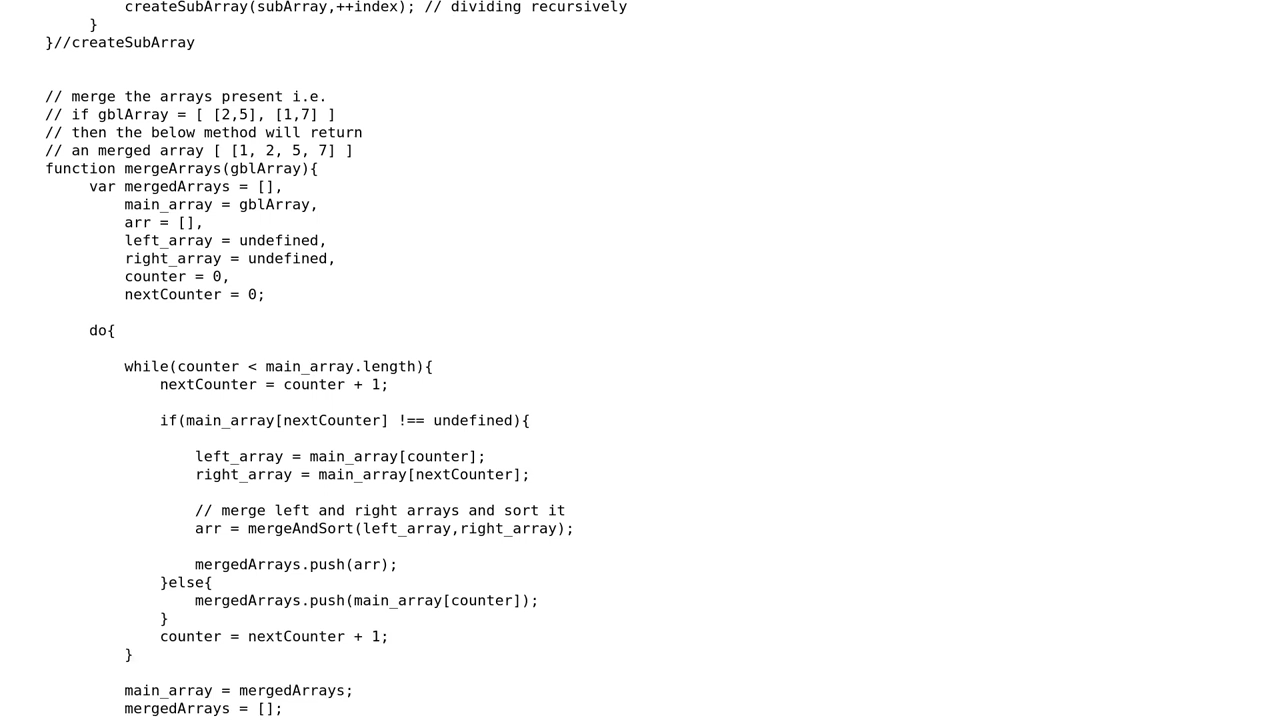 createSubArray(subArray,++index); // dividing recursively
}
}//createSubArray
// merge the arrays present i.e.
// if gblArray = [ [2,5], [1,7] ]
// then the below method will return
// an merged array [ [1, 2, 5, 7] ]
function mergeArrays(gblArray){
var mergedArrays = [],
main_array = gblArray,
arr = [],
left_array = undefined,
right_array = undefined,
counter = 0,
nextCounter = 0;
do{
while(counter < main_array.length){
nextCounter = counter + 1;
if(main_array[nextCounter] !== undefined){
left_array = main_array[counter];
right_array = main_array[nextCounter];
// merge left and right arrays and sort it
arr = mergeAndSort(left_array,right_array);
mergedArrays.push(arr);
}else{
mergedArrays.push(main_array[counter]);
}
counter = nextCounter + 1;
}
main_array = mergedArrays;
mergedArrays = [];